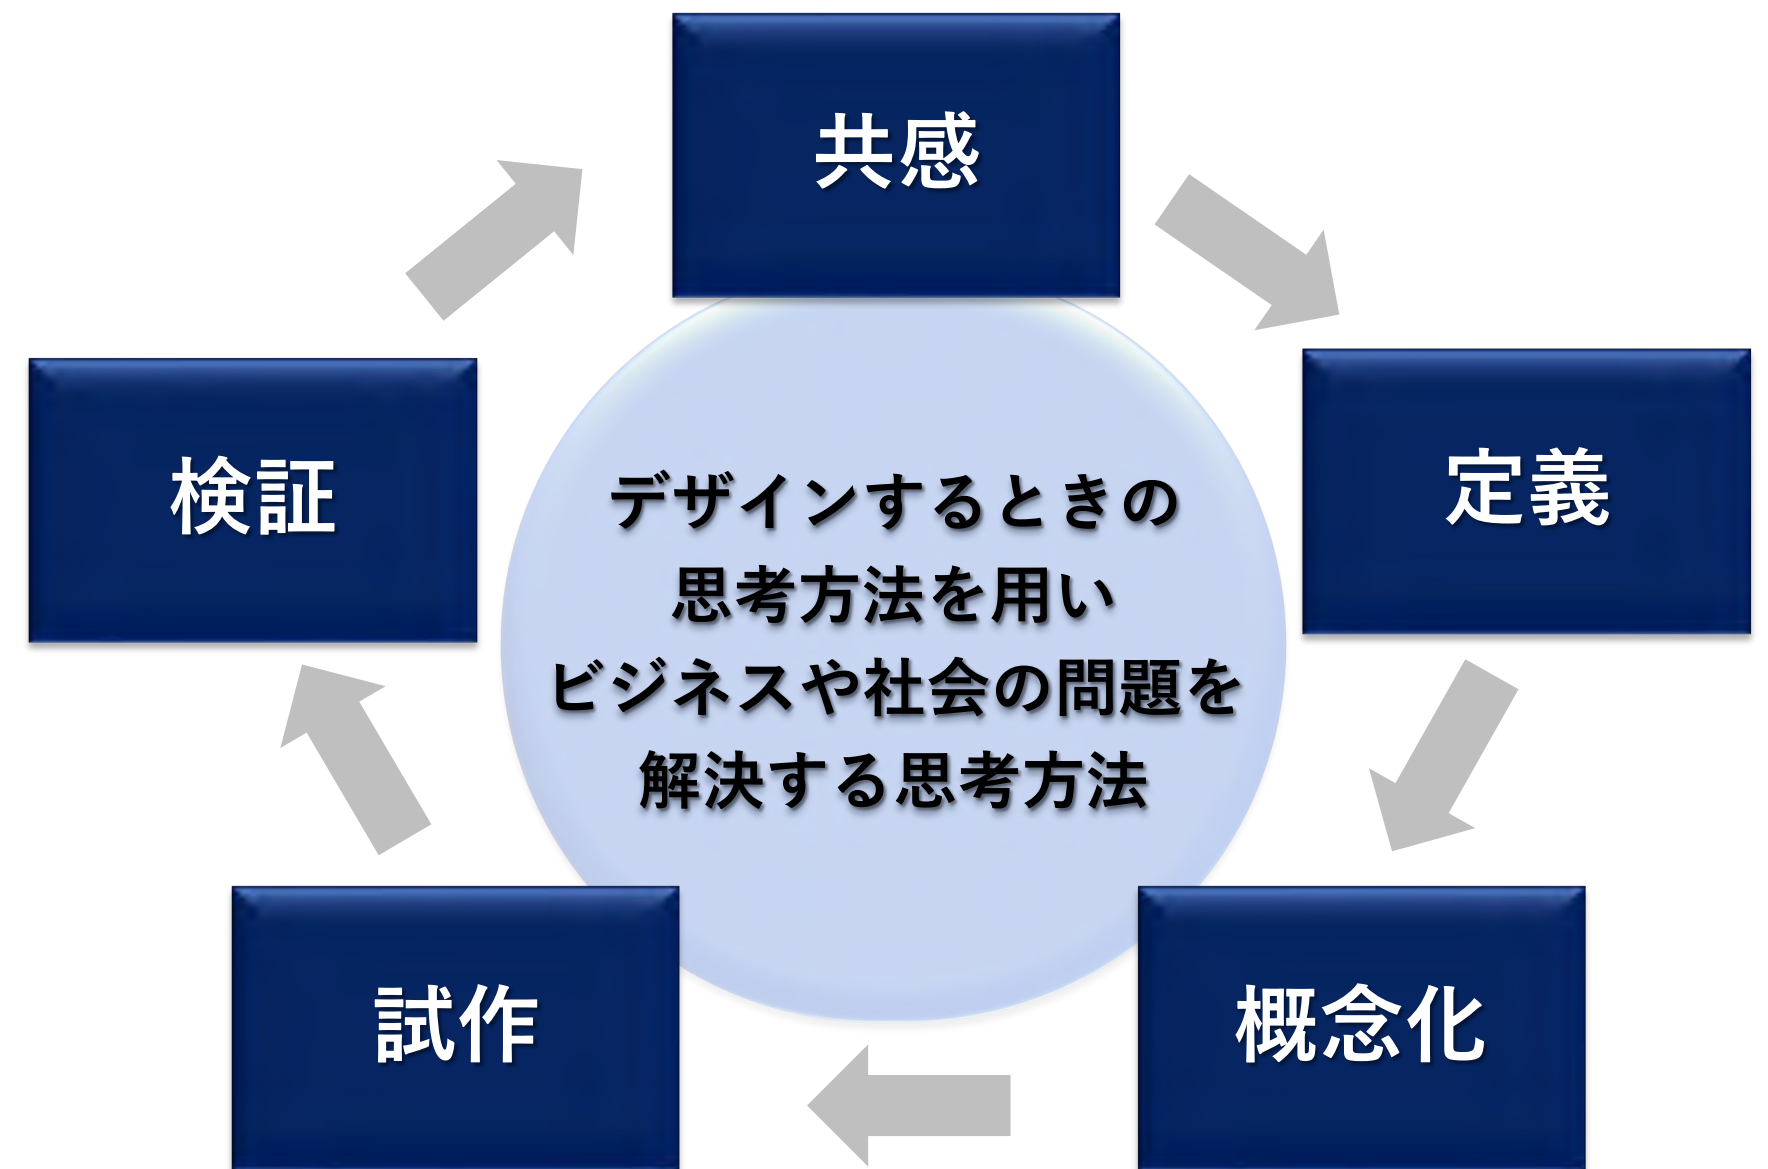 共感
定義
概念化
試作
検証
デザインするときの
思考方法を用い
ビジネスや社会の問題を
解決する思考方法